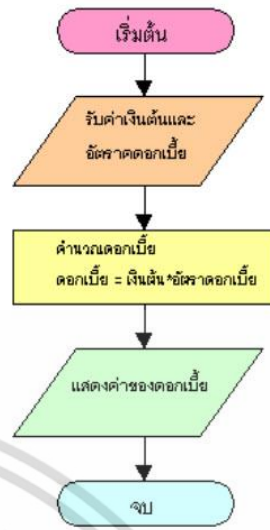 เริ่มต้น
รับค่าเงินต้นและ
อัตราคดอกเบี้ย
คำนวณดอกเบี้ย
ดอกเบี้ย = เงินต้น*อัตราดอกเบี้ย
แสดงค่าของดอกเบี้ย
จบ